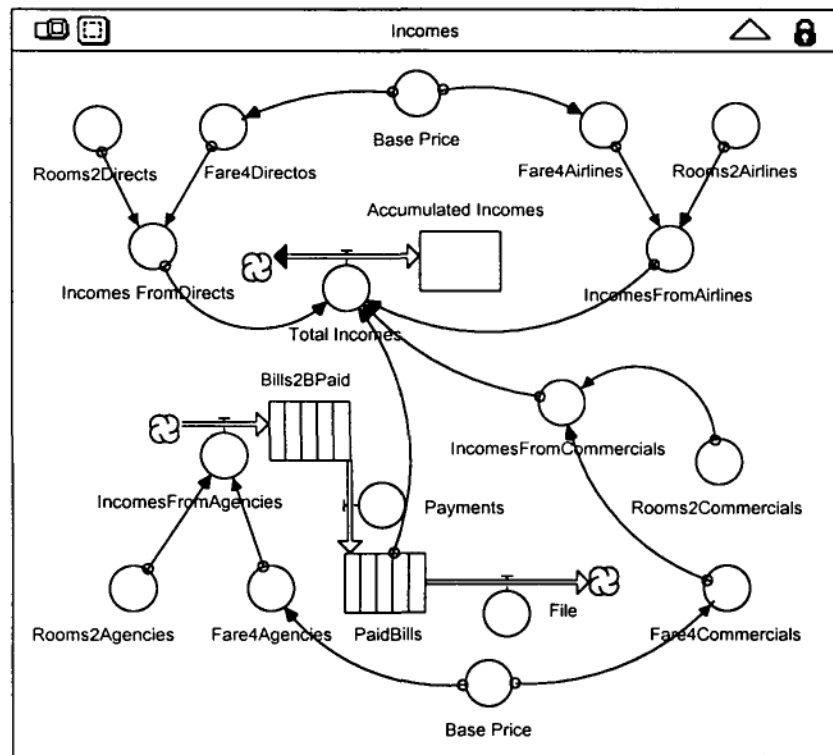 Incomes
Base Price
Rooms2Directs
Fare4Directos
Fare4Airlines
Rooms2Airlines
Accumulated Incomes
Incomes FromDirects
IncomesFromAirlines
Total Incomes
Bills2BPaid
IncomesFromCommercials
IncomesFromAgencies
Payments
Rooms2Commercials
Rooms2Agencies
Fare4Agencies
PaidBills
File
Fare4Commercials
Base Price